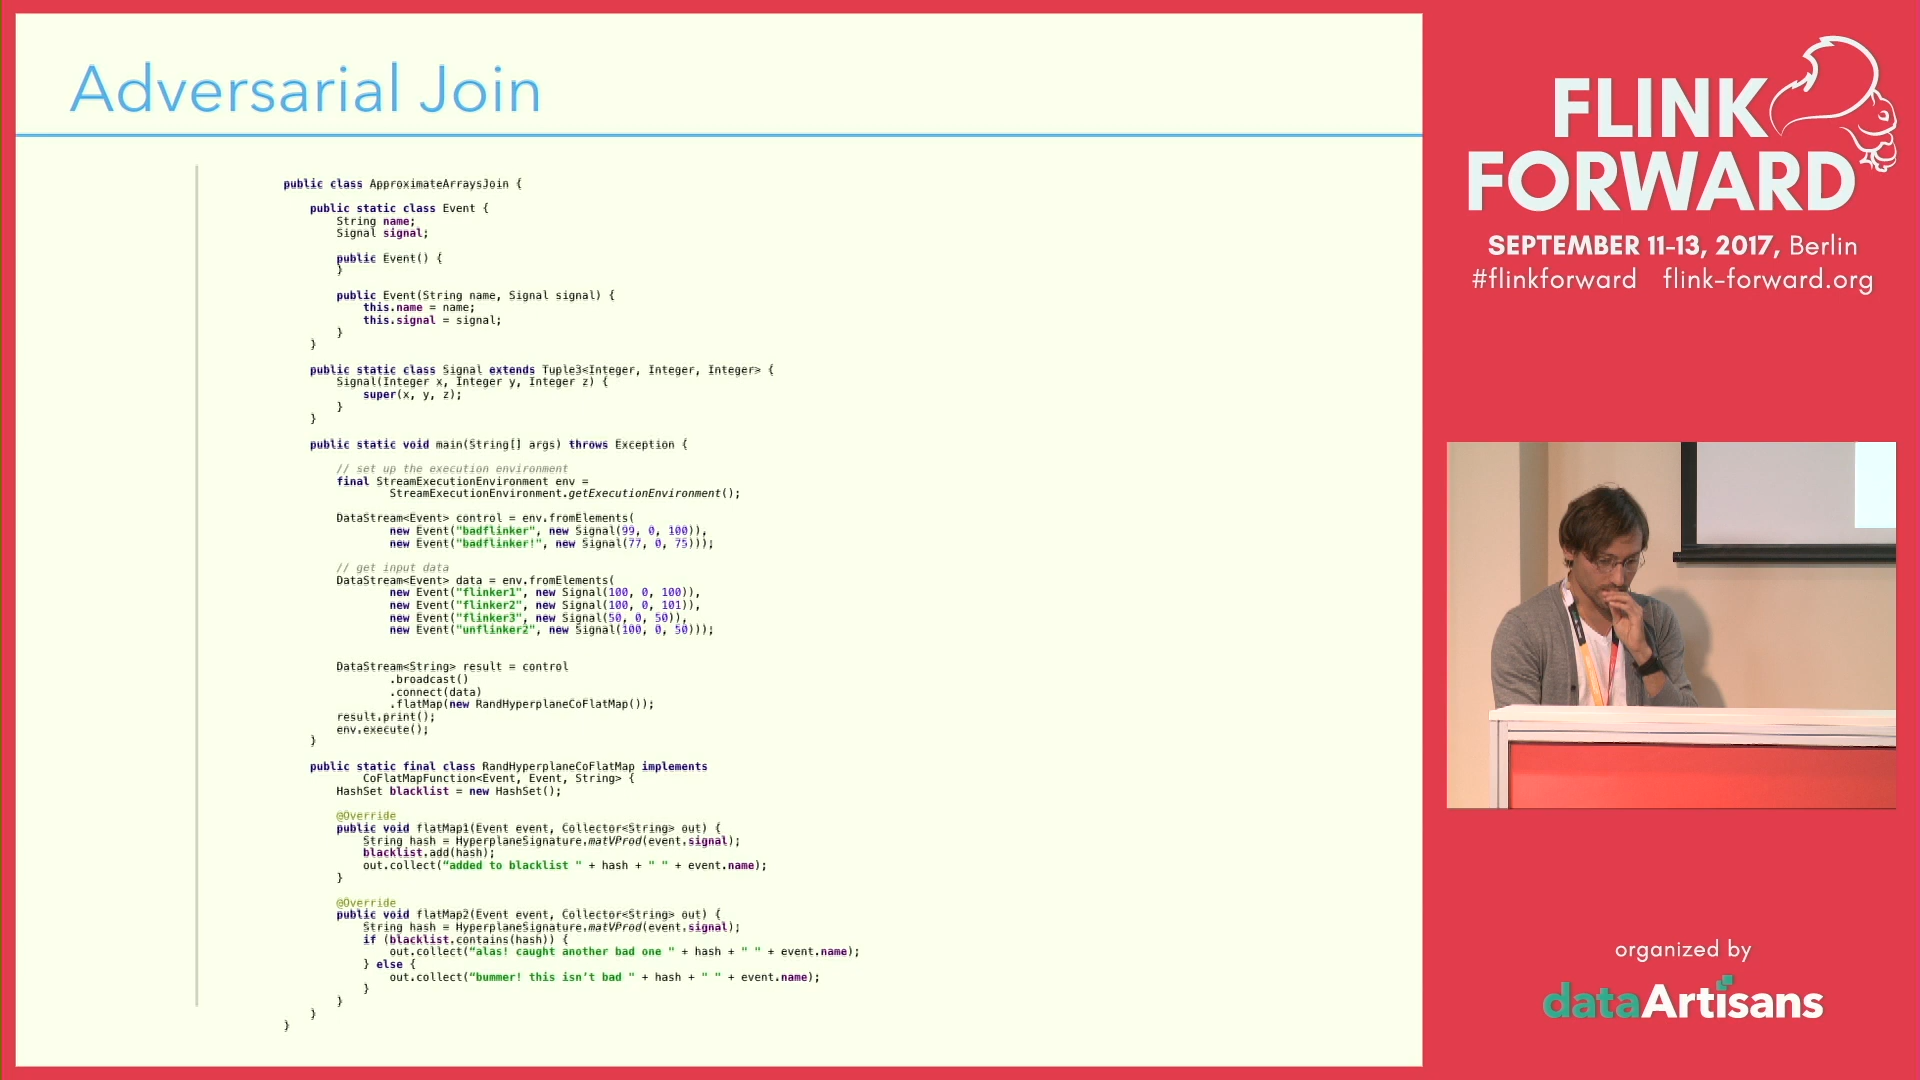 Adversarial Join
public class ApproximateArraysJoin {
public static class Event {
String name;
Signal signal;
public Event() {
}
public Event(String name, Signal signal) {
this.name = name;
this.signal = signal;
}
}
public static class Signal extends Tuple3<Integer, Integer, Integer> {
Signal(Integer x, Integer y, Integer z) {
super(x, y, z);
}
}
public static void main(String[] args) throws Exception {
// set up the execution environment
final StreamExecutionEnvironment env =
StreamExecutionEnvironment.getExecutionEnvironment();
DataStream<Event> control = env.fromElements(
new Event("badflinker", new Signal(99, 0, 100)),
new Event("badflinker!", new Signal(77, 0, 75)));
// get input data
DataStream<Event> data = env.fromElements(
new Event("flinker1", new Signal(100, 0, 100)),
new Event("flinker2", new Signal(100, 0, 101)),
new Event("flinker3", new Signal(50, 0, 50)),
new Event("unflinker2", new Signal(100, 0, 50)));
DataStream<String> result = control
.broadcast()
.connect(data)
.flatMap(new RandHyperplaneCoFlatMap());
result.print();
env.execute();
}
public static final class RandHyperplaneCoFlatMap implements
CoFlatMapFunction<Event, Event, String> {
HashSet blacklist = new HashSet();
@Override
public void flatMap1(Event event, Collector<String> out) {
String hash = HyperplaneSignature.matVProd(event.signal);
blacklist.add(hash);
out.collect("added to blacklist " + hash + " " + event.name);
}
@Override
public void flatMap2(Event event, Collector<String> out) {
String hash = HyperplaneSignature.matVProd(event.signal);
if (blacklist.contains(hash)) {
out.collect("alas! caught another bad one " + hash + " " + event.name);
} else {
out.collect("bummer! this isn't bad " + hash + " " + event.name);
}
}
}
}
FLINK
FORWARD
SEPTEMBER 11-13, 2017, Berlin
#flinkforward flink-forward.org
organized by
dataArtisans